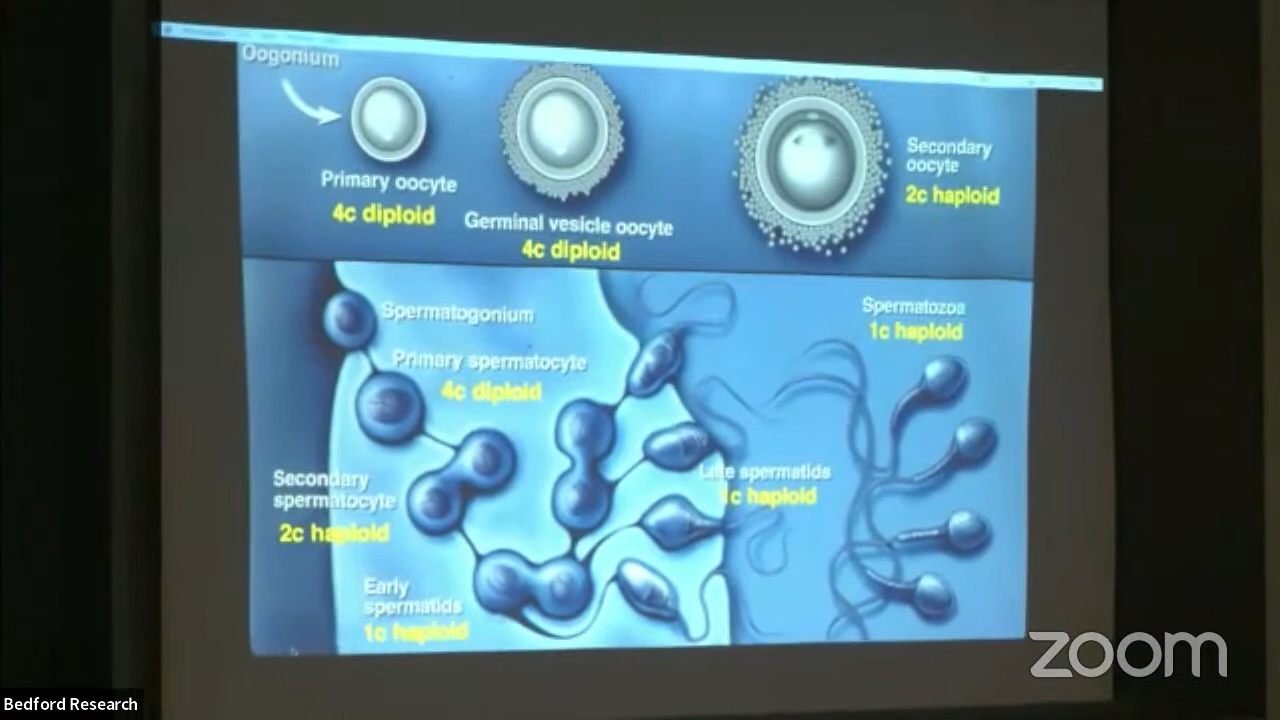 Oogonium
Primary oocyte
4c diploid
Germinal vesicle oocyte
4c diploid
Secondary
oocyte
2c haploid
Spermatogonium
Primary spermatocyte
4c diploid
Secondary
spermatocyte
2c haploid
Early
spermatids
1c haploid
Late spermatids
1c haploid
Spermatozoa
1c haploid
zoom
Bedford Research